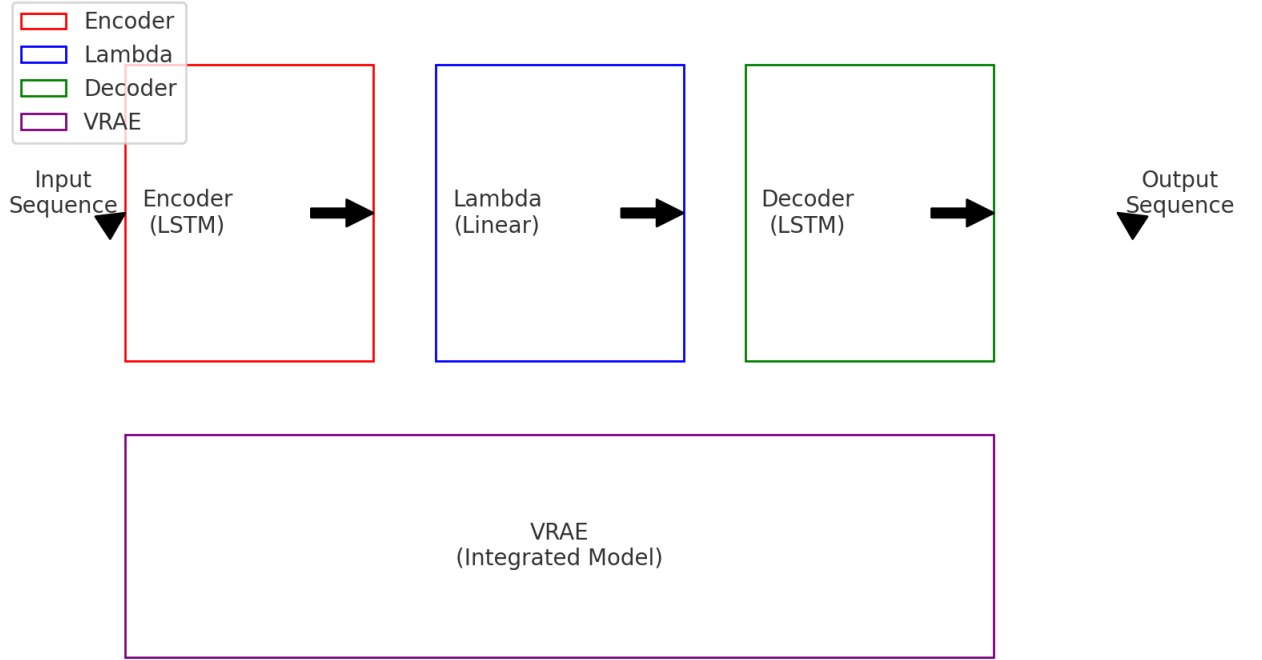 Encoder
Lambda
Decoder
VRAE
Input
Sequence
Encoder
(LSTM)
Lambda
(Linear)
Decoder
(LSTM)
Output
Sequence
VRAE
(Integrated Model)